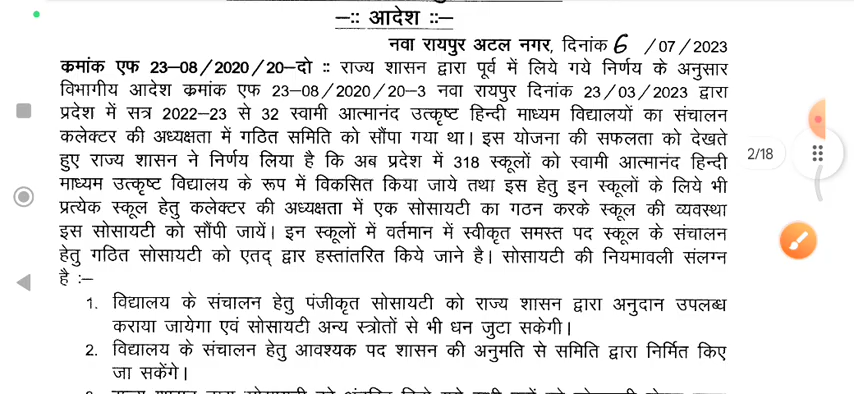 –:: आदेश ::–
नवा रायपुर अटल नगर, दिनांक 6 /07/2023
कमांक एफ 23–08/2020/20–दो :: राज्य शासन द्वारा पूर्व में लिये गये निर्णय के अनुसार
विभागीय आदेश कमांक एफ 23–08/2020/20–3 नवा रायपुर दिनांक 23/03/2023 द्वारा
प्रदेश में सत्र 2022–23 से 32 स्वामी आत्मानंद उत्कृष्ट हिन्दी माध्यम विद्यालयों का संचालन
कलेक्टर की अध्यक्षता में गठित समिति को सौंपा गया था। इस योजना की सफलता को देखते
हुए राज्य शासन ने निर्णय लिया है कि अब प्रदेश में 318 स्कूलों को स्वामी आत्मानंद हिन्दी
माध्यम उत्कृष्ट विद्यालय के रूप में विकसित किया जाये तथा इस हेतु इन स्कूलों के लिये भी
प्रत्येक स्कूल हेतु कलेक्टर की अध्यक्षता में एक सोसायटी का गठन करके स्कूल की व्यवस्था
इस सोसायटी को सौंपी जायें। इन स्कूलों में वर्तमान में स्वीकृत समस्त पद स्कूल के संचालन
हेतु गठित सोसायटी को एतद् द्वार हस्तांतरित किये जाने है। सोसायटी की नियमावली संलग्न
है :–
1. विद्यालय के संचालन हेतु पंजीकृत सोसायटी को राज्य शासन द्वारा अनुदान उपलब्ध
कराया जायेगा एवं सोसायटी अन्य स्त्रोतों से भी धन जुटा सकेगी।
2. विद्यालय के संचालन हेतु आवश्यक पद शासन की अनुमति से समिति द्वारा निर्मित किए
जा सकेंगे।
2/18